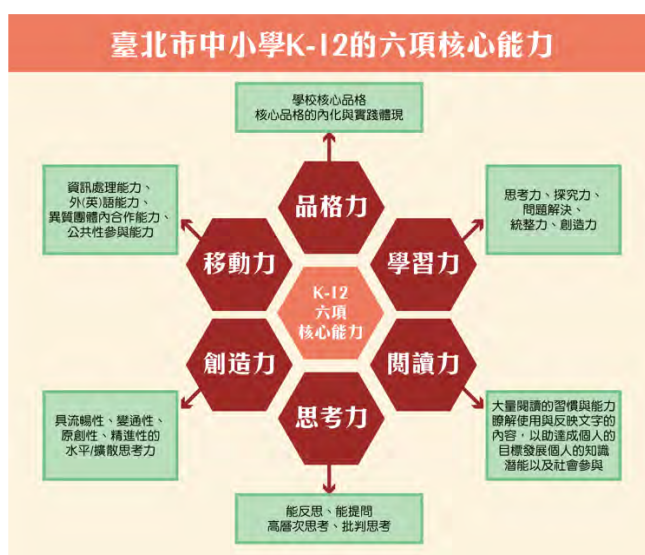 臺北市中小學K-12的六項核心能力
學校核心品格
核心品格的內化與實踐體現
品格力
資訊處理能力、
外(英)語能力、
異質團體內合作能力、
公共性參與能力
移動力
思考力、探究力、
問題解決、
統整力、創造力
學習力
K-12
六項
核心能力
創造力
閱讀力
思考力
具流暢性、變通性、
原創性、精進性的
水平/擴散思考力
大量閱讀的習慣與能力
瞭解使用與反映文字的
內容，以助達成個人的
目標發展個人的知識
潛能以及社會參與
能反思、能提問
高層次思考、批判思考